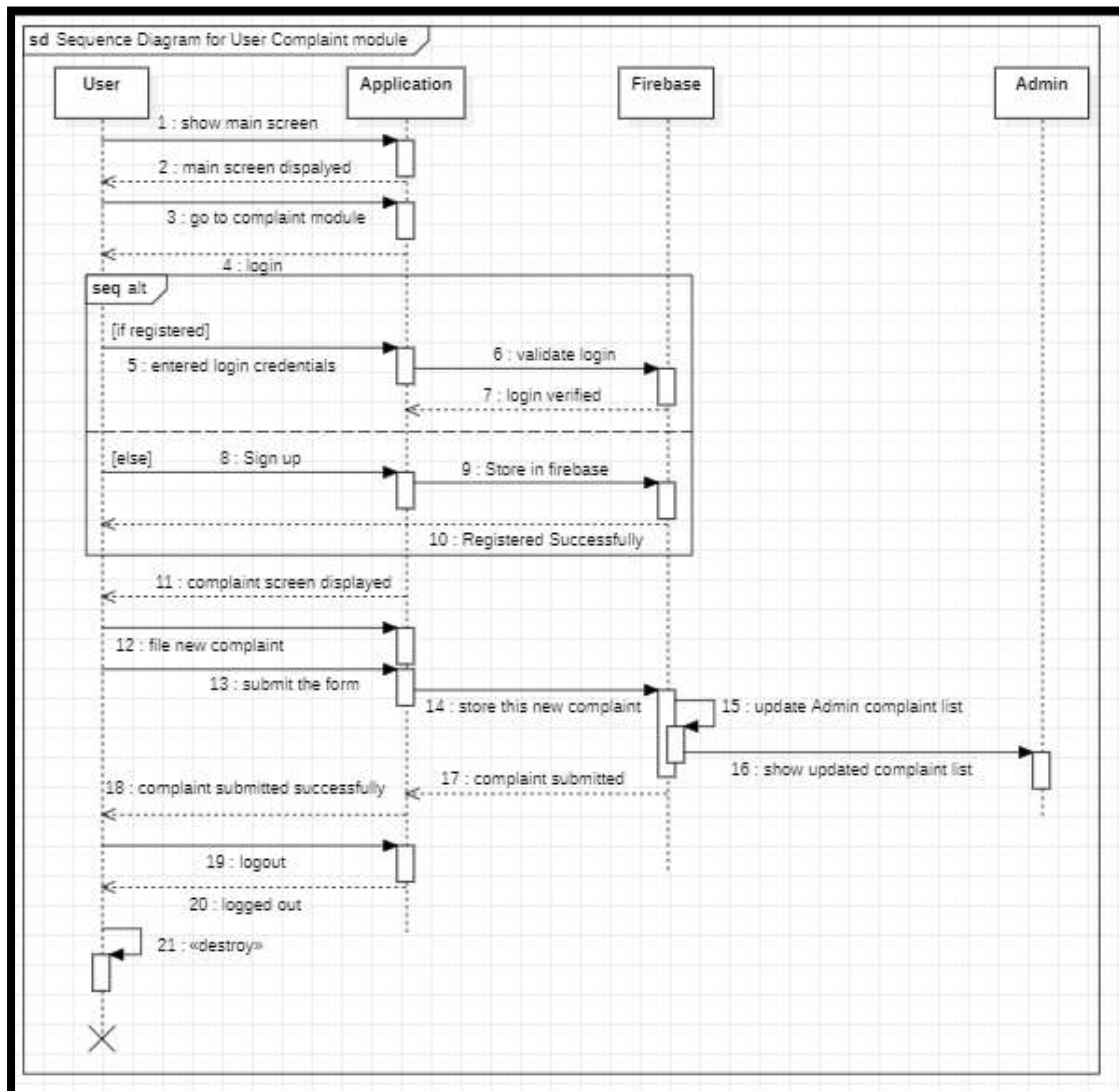 sd Sequence Diagram for User Complaint module
User
Application
Firebase
Admin
1 : show main screen
2 : main screen dispalyed
3 : go to complaint module
4 : login
seq alt
[if registered]
5 : entered login credentials
6 : validate login
7 : login verified
[else]
8 : Sign up
9 : Store in firebase
10 : Registered Successfully
11 : complaint screen displayed
12 : file new complaint
13 : submit the form
14 : store this new complaint
15 : update Admin complaint list
16 : show updated complaint list
17 : complaint submitted
18 : complaint submitted successfully
19 : logout
20 : logged out
21 : «destroy»